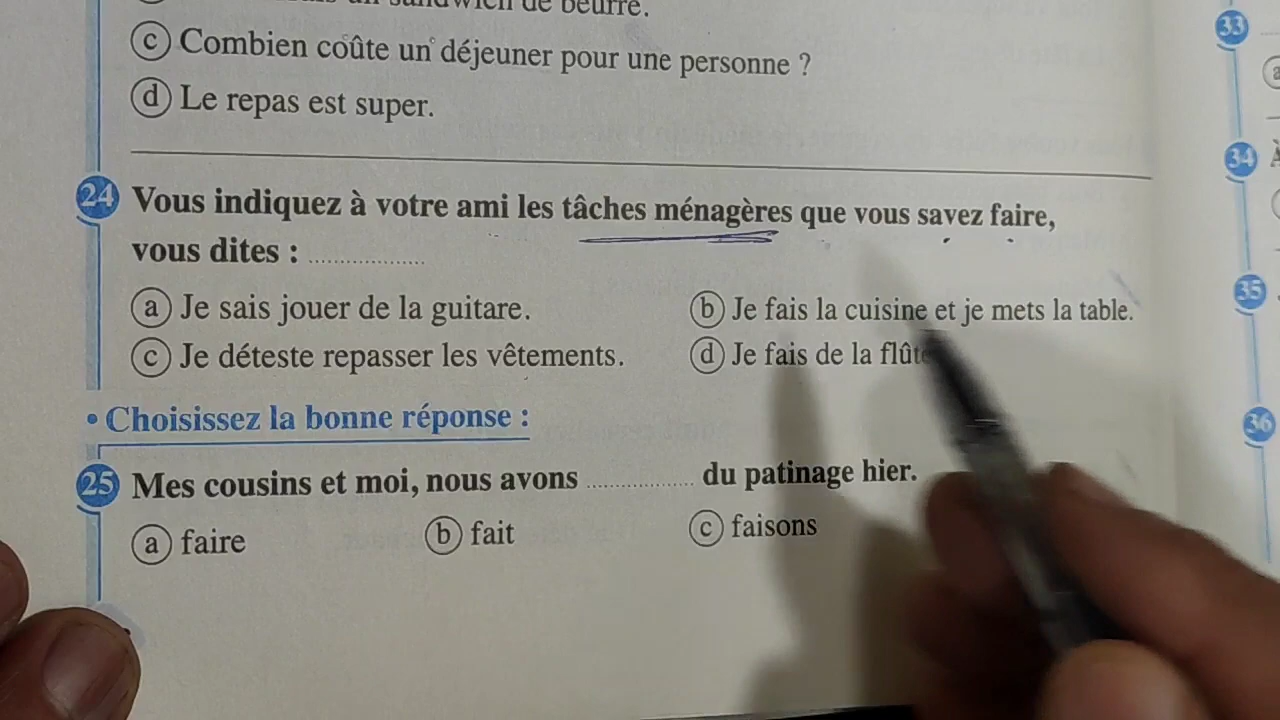 de beurre.
c Combien coûte un déjeuner pour une personne ?
d Le repas est super.
24 Vous indiquez à votre ami les tâches ménagères que vous savez faire,
vous dites : ...................
a Je sais jouer de la guitare.
b Je fais la cuisine et je mets la table.
c Je déteste repasser les vêtements.
d Je fais de la
• Choisissez la bonne réponse :
25 Mes cousins et moi, nous avons .................. du patinage hier.
a faire
b fait
c faisons
33
34 À
35
36